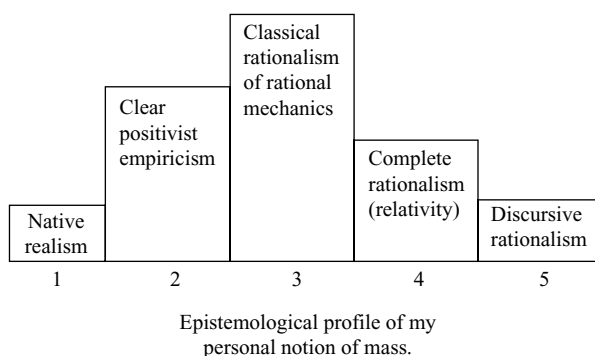 Native
realism
Clear
positivist
empiricism
Classical
rationalism
of rational
mechanics
Complete
rationalism
(relativity)
Discursive
rationalism
1 2 3 4 5
Epistemological profile of my
personal notion of mass.